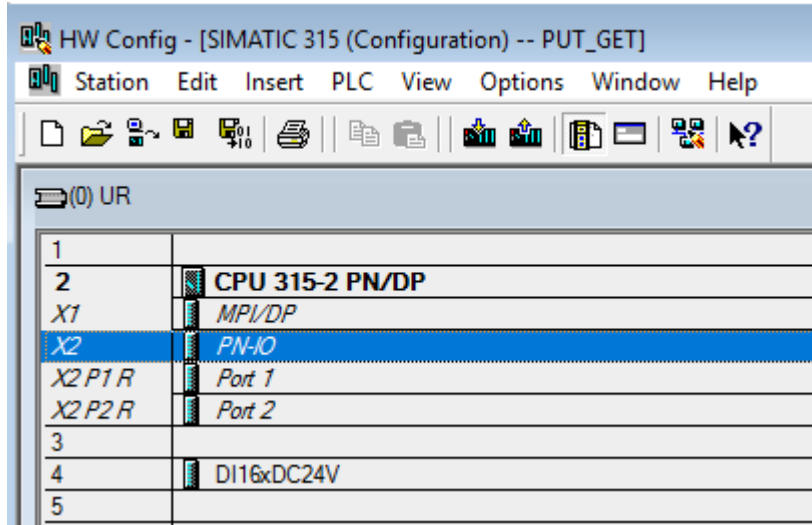 HW Config - [SIMATIC 315 (Configuration) -- PUT_GET]
Station Edit Insert PLC View Options Window Help
(0) UR
1
2 CPU 315-2 PN/DP
X1 MPI/DP
X2 PN-IO
X2 P1 R Port 1
X2 P2 R Port 2
3
4 DI16xDC24V
5